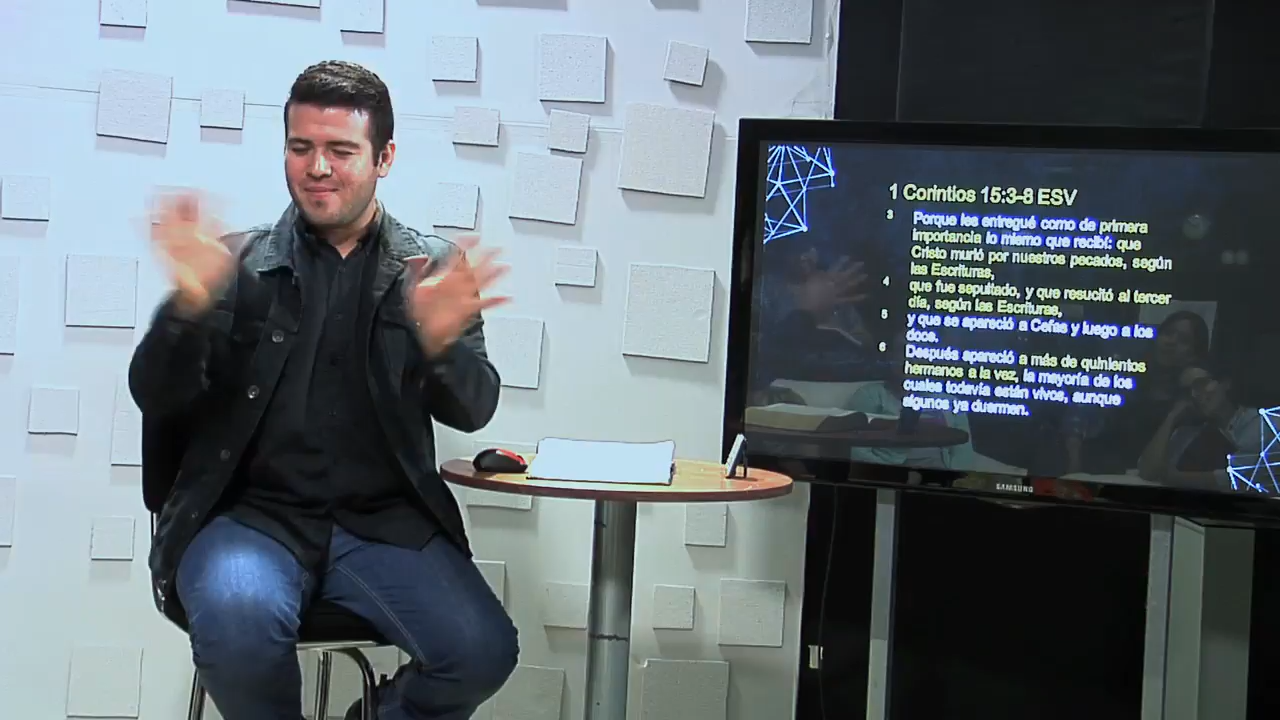 1 Corintios 15:3-8 ESV
3 Porque les entregué como de primera
importancia lo mismo que recibí: que
Cristo murió por nuestros pecados, según
las Escrituras,
4 que fue sepultado, y que resucitó al tercer
día, según las Escrituras,
5 y que se apareció a Cefas y luego a los
doce.
6 Después apareció a más de quinientos
hermanos a la vez, la mayoría de los
cuales todavía están vivos, aunque
algunos ya duermen.
SAMSUNG